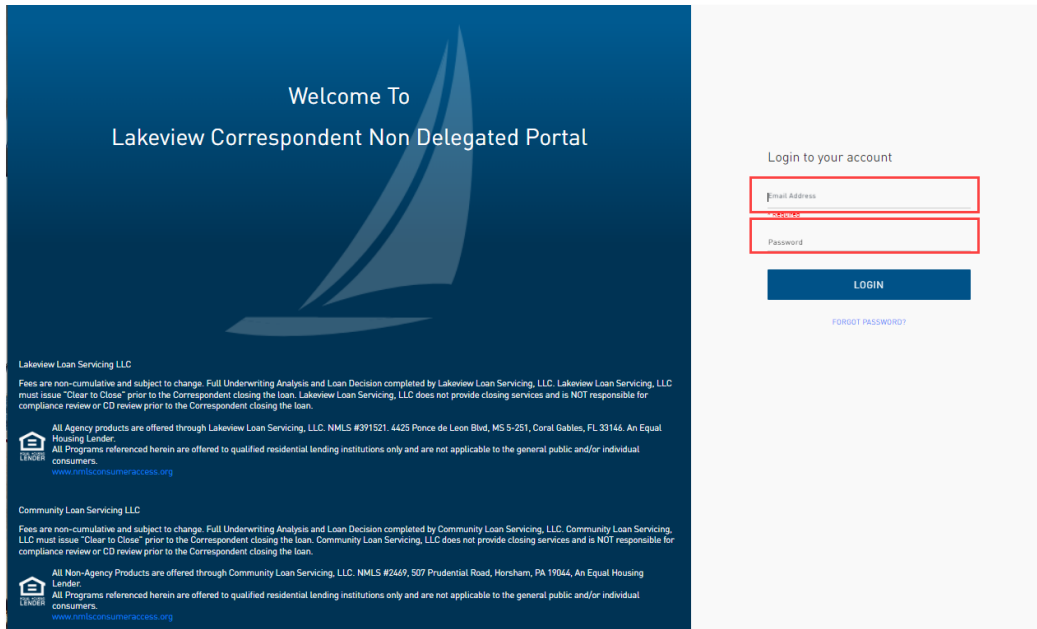 Welcome To
Lakeview Correspondent Non Delegated Portal
Lakeview Loan Servicing LLC
Fees are non-cumulative and subject to change. Full Underwriting Analysis and Loan Decision completed by Lakeview Loan Servicing, LLC. Lakeview Loan Servicing, LLC
must issue "Clear to Close" prior to the Correspondent closing the loan. Lakeview Loan Servicing, LLC does not provide closing services and is NOT responsible for
compliance review or CD review prior to the Correspondent closing the loan.
All Agency products are offered through Lakeview Loan Servicing, LLC. NMLS #391521. 4425 Ponce de Leon Blvd, MS 5-251, Coral Gables, FL 33146. An Equal
Housing Lender.
All Programs referenced herein are offered to qualified residential lending institutions only and are not applicable to the general public and/or individual
consumers.
www.nmlsconsumeraccess.org
LENDER
Community Loan Servicing LLC
Fees are non-cumulative and subject to change. Full Underwriting Analysis and Loan Decision completed by Community Loan Servicing, LLC. Community Loan Servicing,
LLC must issue "Clear to Close" prior to the Correspondent closing the loan. Community Loan Servicing, LLC does not provide closing services and is NOT responsible for
compliance review or CD review prior to the Correspondent closing the loan.
All Non-Agency Products are offered through Community Loan Servicing, LLC. NMLS #2469, 507 Prudential Road, Horsham, PA 19044, An Equal Housing
Lender.
All Programs referenced herein are offered to qualified residential lending institutions only and are not applicable to the general public and/or individual
consumers.
www.nmlsconsumeraccess.org
LENDER
Login to your account
Email Address
* Required
Password
LOGIN
FORGOT PASSWORD?